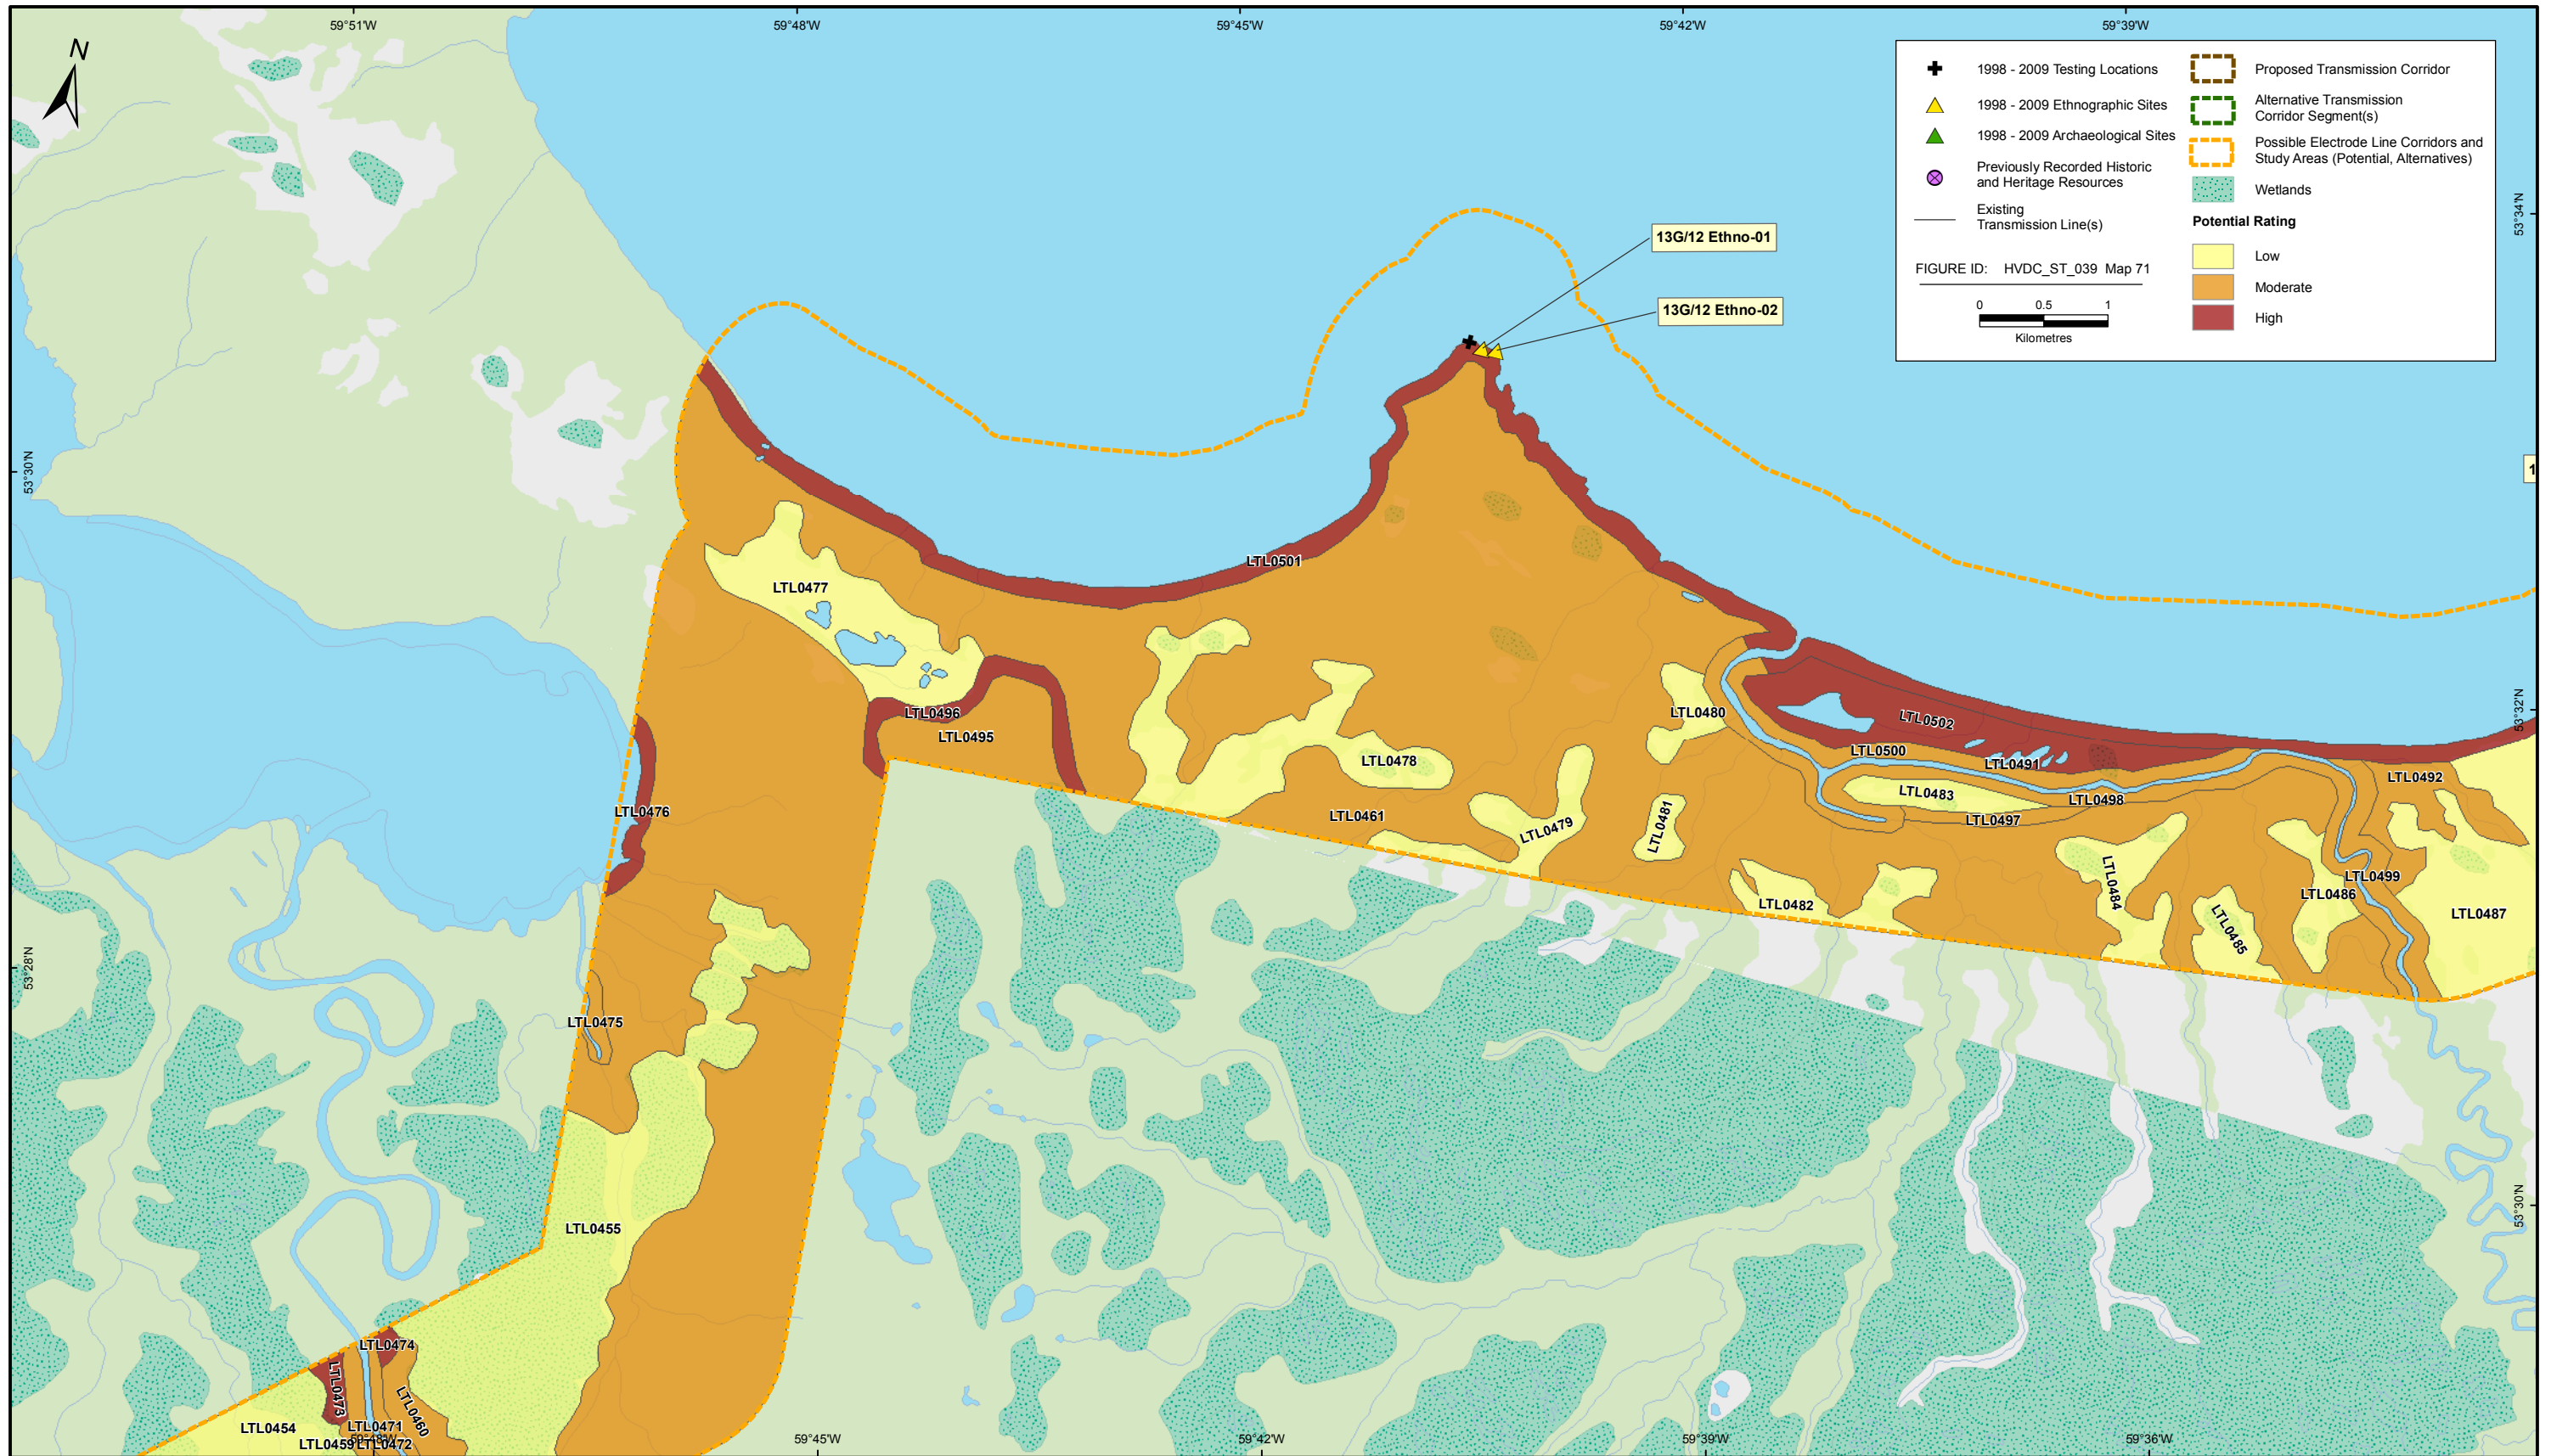 59°51'W
59°48'W
59°45'W
59°42'W
59°39'W
N
1998 - 2009 Testing Locations
1998 - 2009 Ethnographic Sites
1998 - 2009 Archaeological Sites
Previously Recorded Historic
and Heritage Resources
Existing
Transmission Line(s)
FIGURE ID: HVDC_ST_039 Map 71
0 0.5 1
Kilometres
Proposed Transmission Corridor
Alternative Transmission
Corridor Segment(s)
Possible Electrode Line Corridors and
Study Areas (Potential, Alternatives)
Wetlands
Potential Rating
Low
Moderate
High
53°34'N
13G/12 Ethno-01
13G/12 Ethno-02
53°30'N
1
LTL0501
LTL0477
LTL0496
LTL0495
LTL0480
LTL0502
53°32'N
LTL0500
LTL0491
LTL0478
LTL0492
LTL0483
LTL0498
LTL0476
LTL0461
LTL0497
LTL0479
LTL0481
LTL0484
LTL0499
LTL0486
LTL0482
LTL0487
LTL0485
53°28'N
LTL0475
53°30'N
LTL0455
LTL0474
LTL0473
LTL0460
LTL0454
LTL0471
LTL0459
LTL0472
59°48'W
59°45'W
59°42'W
59°39'W
59°36'W